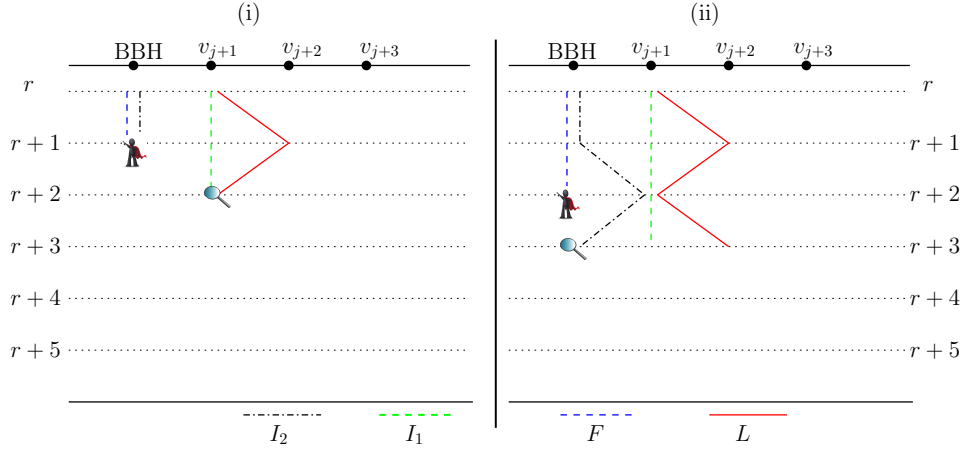 (i) (ii)
BBH v_{j+1} v_{j+2} v_{j+3} BBH v_{j+1} v_{j+2} v_{j+3}
r r
r + 1 r + 1
r + 2 r + 2
r + 3 r + 3
r + 4 r + 4
r + 5 r + 5
I_2 I_1 F L